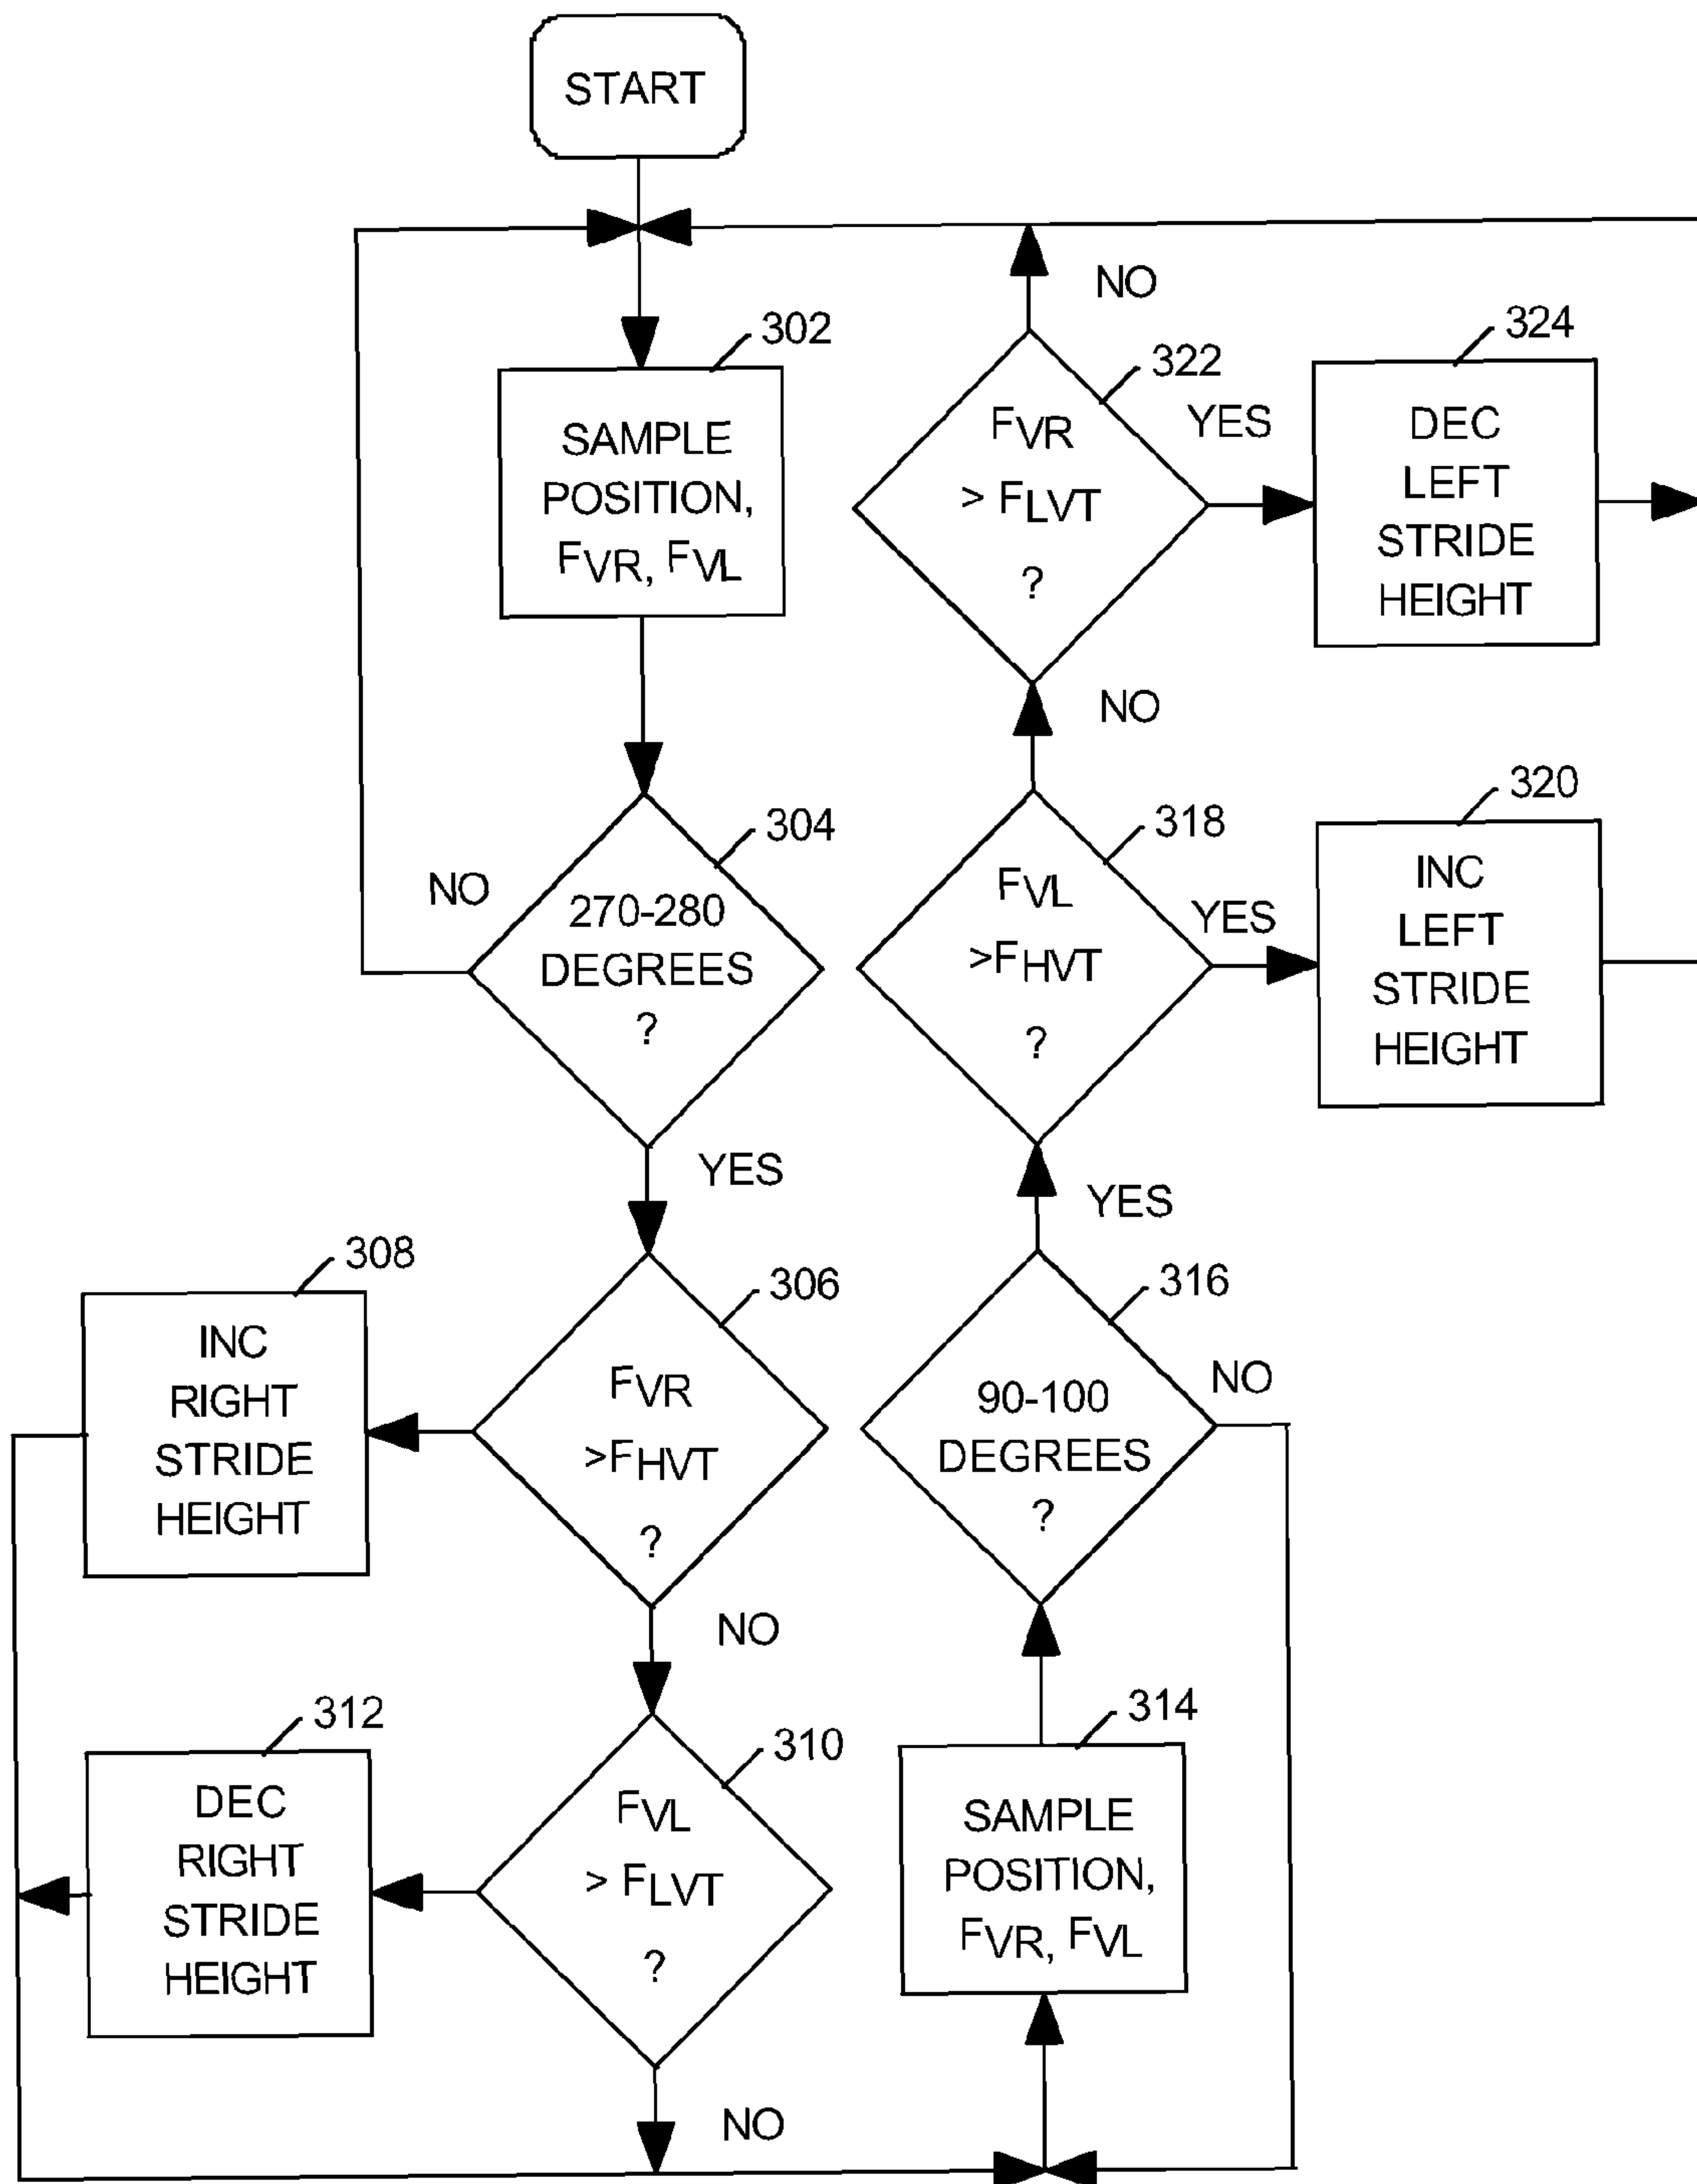 START
302
SAMPLE
POSITION,
FVR, FVL
304
270-280
DEGREES
?
NO
YES
306
FVR
>FHVT
?
308
INC
RIGHT
STRIDE
HEIGHT
NO
310
FVL
> FLVT
?
312
DEC
RIGHT
STRIDE
HEIGHT
NO
314
SAMPLE
POSITION,
FVR, FVL
316
90-100
DEGREES
?
NO
YES
318
FVL
>FHVT
?
YES
320
INC
LEFT
STRIDE
HEIGHT
NO
322
FVR
> FLVT
?
YES
324
DEC
LEFT
STRIDE
HEIGHT
NO